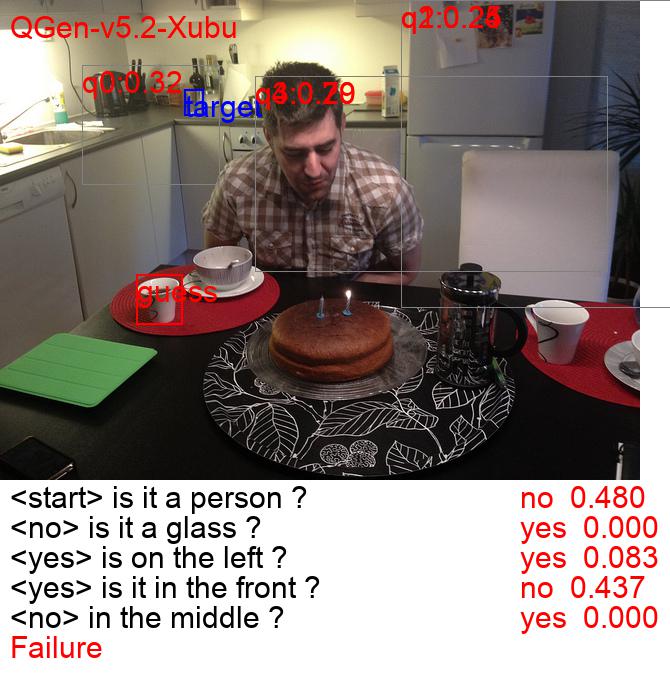 QGen-v5.2-Xubu
q0:0.32
target
guess
<start> is it a person ? no 0.480
<no> is it a glass ? yes 0.000
<yes> is on the left ? yes 0.083
<yes> is it in the front ? no 0.437
<no> in the middle ? yes 0.000
Failure